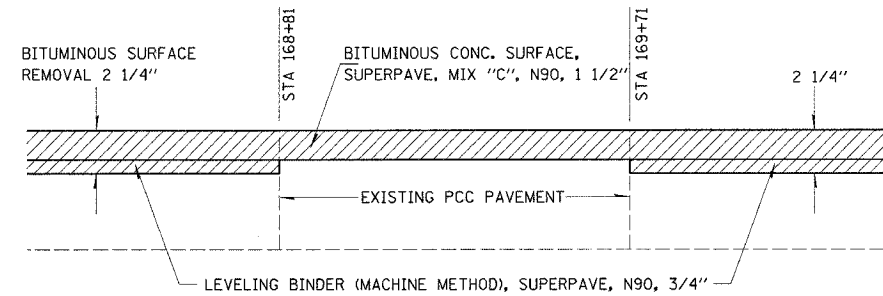 BITUMINOUS SURFACE
REMOVAL 2 1/4"
STA 168+81
BITUMINOUS CONC. SURFACE,
SUPERPAVE, MIX "C", N90, 1 1/2"
STA 169+71
2 1/4"
EXISTING PCC PAVEMENT
LEVELING BINDER (MACHINE METHOD), SUPERPAVE, N90, 3/4"